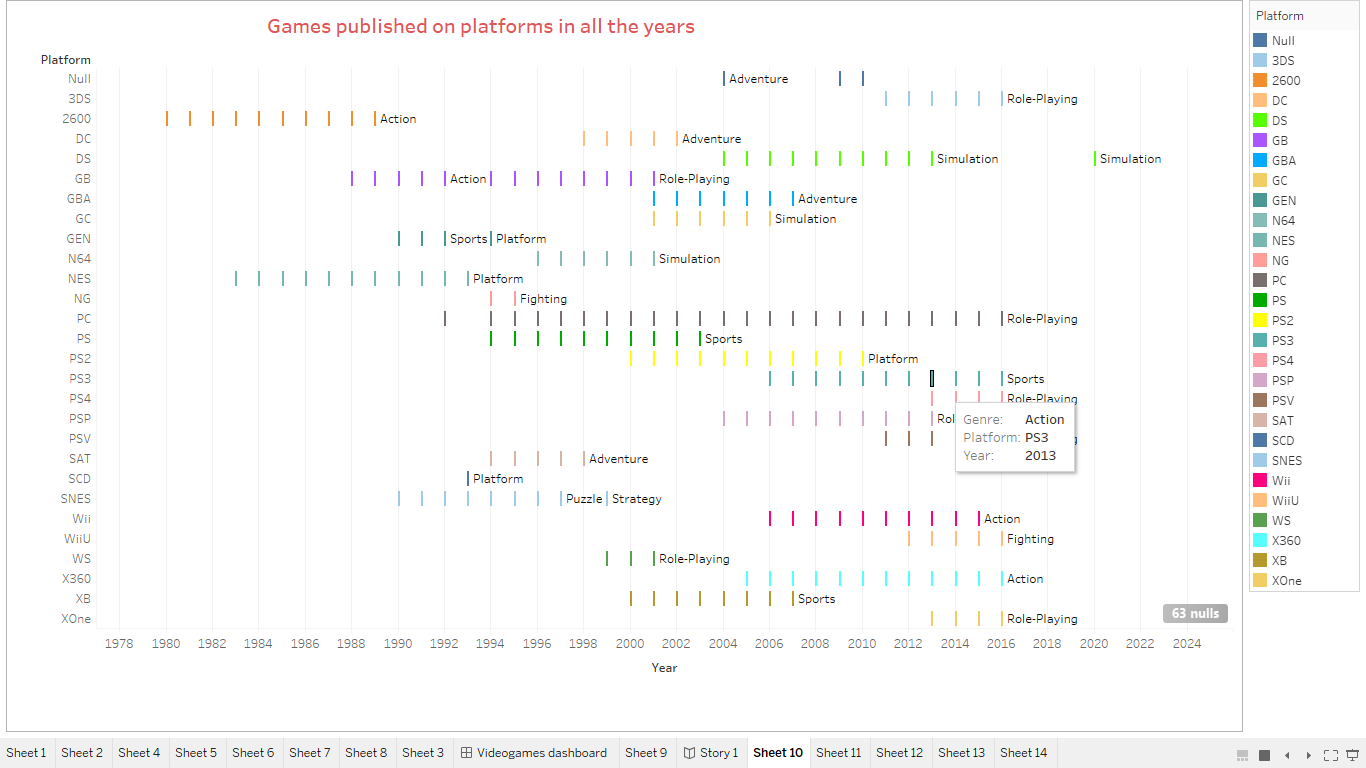 Games published on platforms in all the years
Platform
Null Adventure
3DS Role-Playing
2600 Action
DC Adventure
DS Simulation Simulation
GB Action Role-Playing
GBA Adventure
GC Simulation
GEN Sports Platform
N64 Simulation
NES Platform
NG Fighting
PC Role-Playing
PS Sports
PS2 Platform
PS3 Sports
PS4 Role-Playing
PSP
PSV
SAT Adventure
SCD Platform
SNES Puzzle Strategy
Wii Action
WiiU Fighting
WS Role-Playing
X360 Action
XB Sports
XOne Role-Playing
Genre: Action
Platform: PS3
Year: 2013
63 nulls
1978 1980 1982 1984 1986 1988 1990 1992 1994 1996 1998 2000 2002 2004 2006 2008 2010 2012 2014 2016 2018 2020 2022 2024
Year
Platform
Null
3DS
2600
DC
DS
GB
GBA
GC
GEN
N64
NES
NG
PC
PS
PS2
PS3
PS4
PSP
PSV
SAT
SCD
SNES
Wii
WiiU
WS
X360
XB
XOne
Sheet 1 Sheet 2 Sheet 4 Sheet 5 Sheet 6 Sheet 7 Sheet 8 Sheet 3 Videogames dashboard Sheet 9 Story 1 Sheet 10 Sheet 11 Sheet 12 Sheet 13 Sheet 14